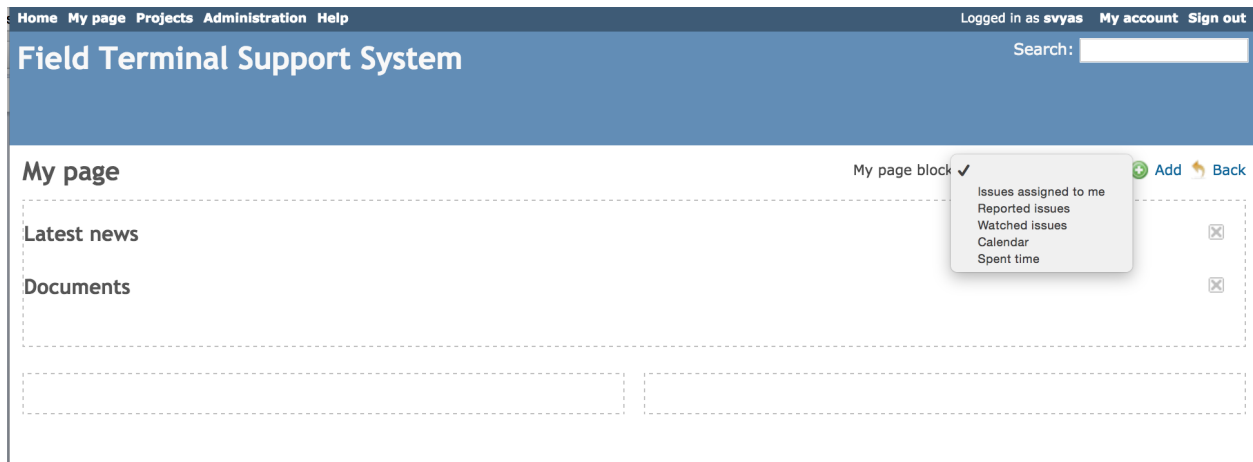 Home My page Projects Administration Help Logged in as svyas My account Sign out
Field Terminal Support System Search:
My page My page block ✓ Add Back
Issues assigned to me
Reported issues
Watched issues
Calendar
Spent time
Latest news
Documents